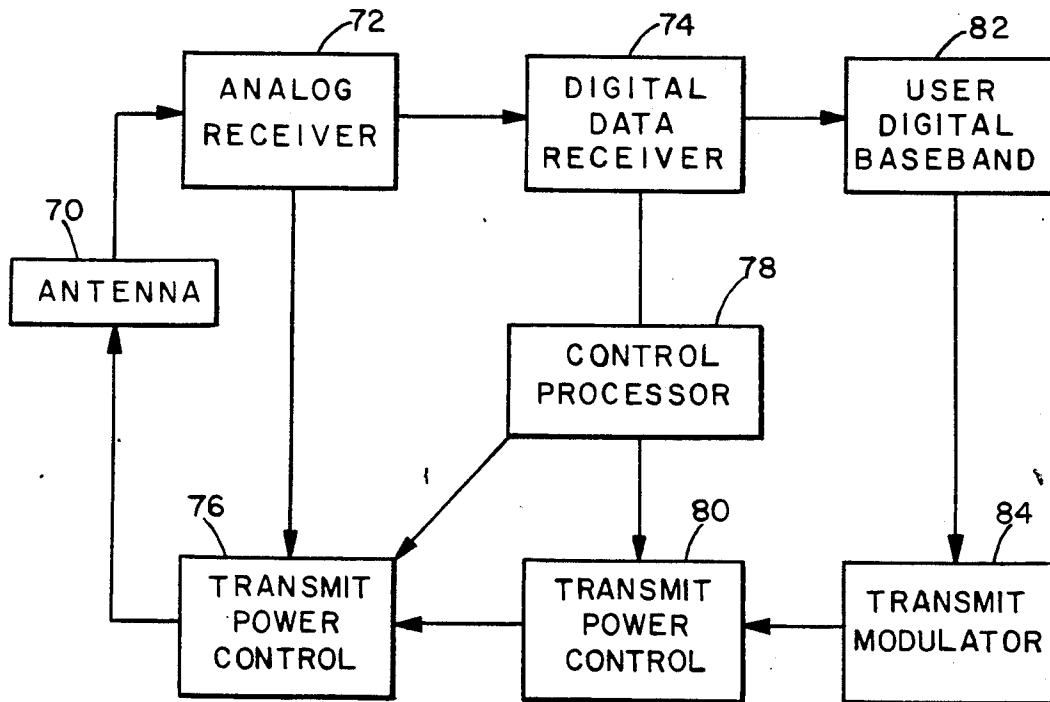 72
74
82
ANALOG
RECEIVER
DIGITAL
DATA
RECEIVER
USER
DIGITAL
BASEBAND
70
ANTENNA
78
CONTROL
PROCESSOR
76
80
84
TRANSMIT
POWER
CONTROL
TRANSMIT
POWER
CONTROL
TRANSMIT
MODULATOR